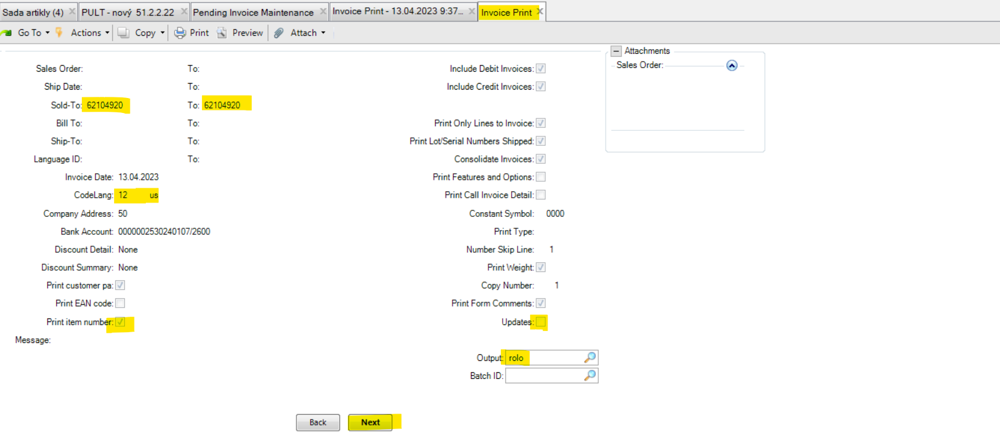 Sada artikly (4) PULT - nový 51.2.2.22 Pending Invoice Maintenance Invoice Print - 13.04.2023 9:37... Invoice Print
Go To Actions Copy Print Preview Attach
Attachments
Sales Order: To: Include Debit Invoices: Sales Order:
Ship Date: To: Include Credit Invoices:
Sold-To: 62104920 To: 62104920
Bill To: To: Print Only Lines to Invoice:
Ship-To: To: Print Lot/Serial Numbers Shipped:
Language ID: To: Consolidate Invoices:
Invoice Date: 13.04.2023 Print Features and Options:
CodeLang: 12 us Print Call Invoice Detail:
Company Address: 50 Constant Symbol: 0000
Bank Account: 0000002530240107/2600 Print Type:
Discount Detail: None Number Skip Line: 1
Discount Summary: None Print Weight:
Print customer pa: Copy Number: 1
Print EAN code: Print Form Comments:
Print item number: Updates:
Message:
Output: rolo
Batch ID:
Back Next